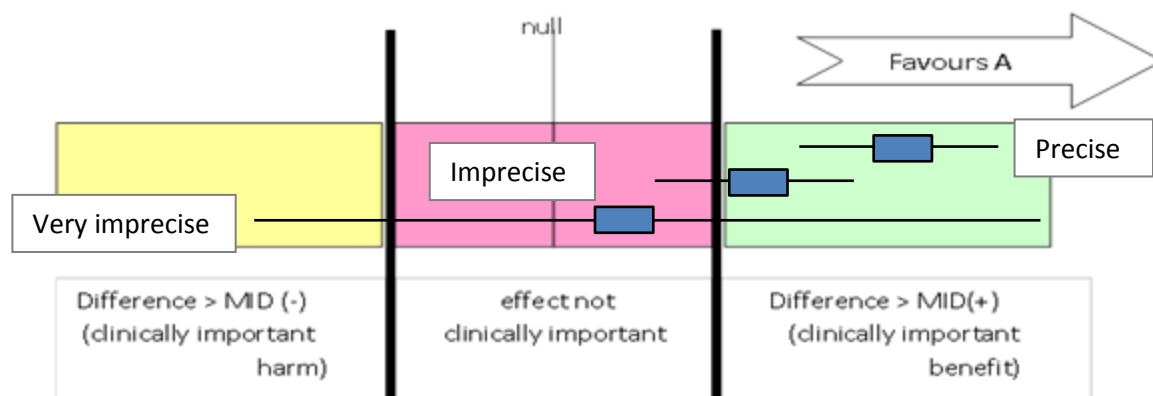 null
Favours A
Precise
Imprecise
Very imprecise
Difference > MID (-)
(clinically important
harm)
effect not
clinically important
Difference > MID(+)
(clinically important
benefit)